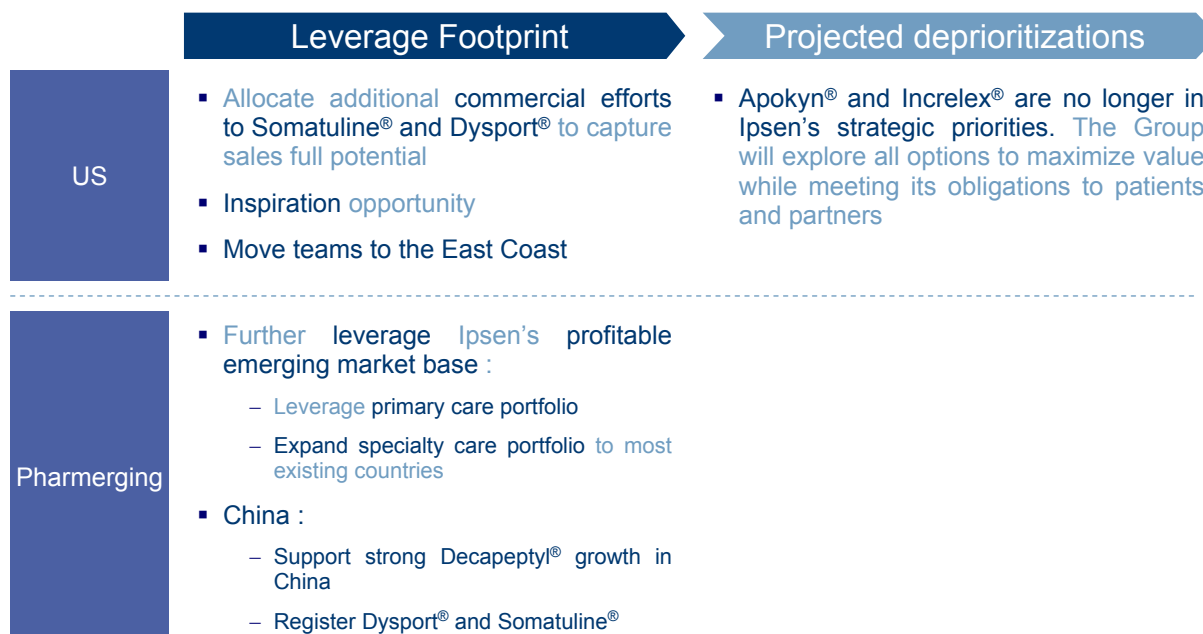 Leverage Footprint
Projected deprioritizations
US
▪ Allocate additional commercial efforts
to Somatuline® and Dysport® to capture
sales full potential
▪ Inspiration opportunity
▪ Move teams to the East Coast
▪ Apokyn® and Increlex® are no longer in
Ipsen's strategic priorities. The Group
will explore all options to maximize value
while meeting its obligations to patients
and partners
Pharmerging
▪ Further leverage Ipsen's profitable
emerging market base :
– Leverage primary care portfolio
– Expand specialty care portfolio to most
existing countries
▪ China :
– Support strong Decapeptyl® growth in
China
– Register Dysport® and Somatuline®